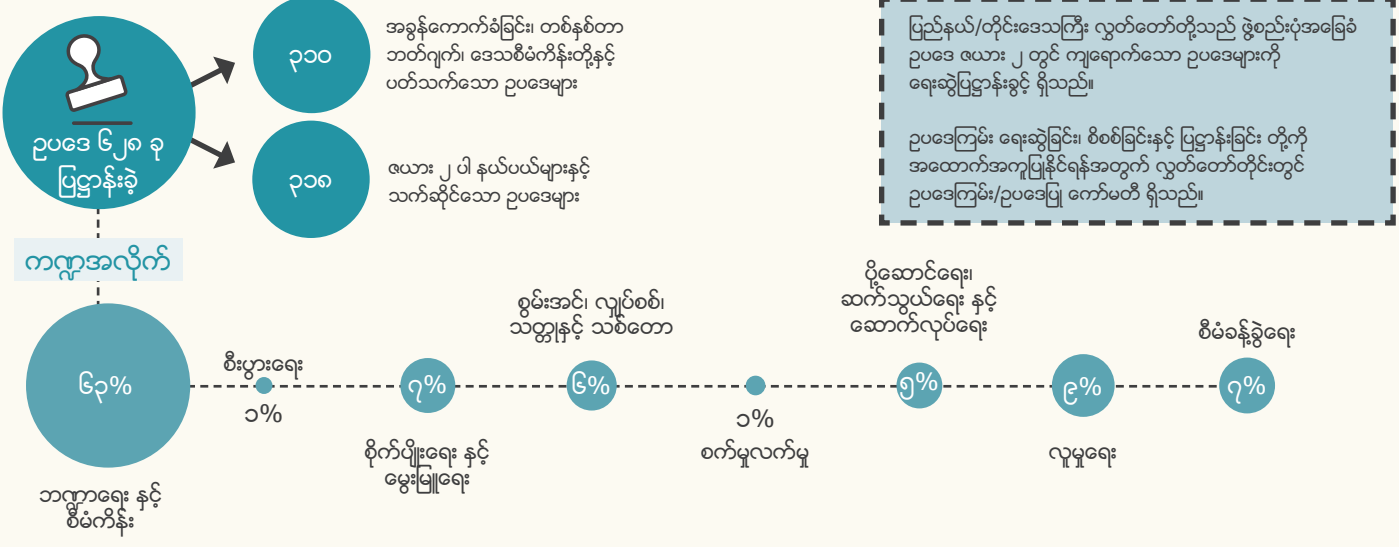 ဥပဒေ ၆၂၈ ခု
ပြဋ္ဌာန်းခဲ့
၃၁၀
အခွန်ကောက်ခံခြင်း၊ တစ်နှစ်တာ
ဘတ်ဂျက်၊ ဒေသစီမံကိန်းတို့နှင့်
ပတ်သက်သော ဥပဒေများ
၃၁၈
ဇယား ၂ ပါ နယ်ပယ်များနှင့်
သက်ဆိုင်သော ဥပဒေများ
ပြည်နယ်/တိုင်းဒေသကြီး လွှတ်တော်တို့သည် ဖွဲ့စည်းပုံအခြေခံ
ဥပဒေ ဇယား ၂ တွင် ကျရောက်သော ဥပဒေများကို
ရေးဆွဲပြဋ္ဌာန်းခွင့် ရှိသည်။
ဥပဒေကြမ်း ရေးဆွဲခြင်း၊ စိစစ်ခြင်းနှင့် ပြဋ္ဌာန်းခြင်း တို့ကို
အထောက်အကူပြုနိုင်ရန်အတွက် လွှတ်တော်တိုင်းတွင်
ဥပဒေကြမ်း/ဥပဒေပြု ကော်မတီ ရှိသည်။
ကဏ္ဍအလိုက်
၆၃%
ဘဏ္ဍာရေး နှင့်
စီမံကိန်း
စီးပွားရေး
၁%
၇%
စိုက်ပျိုးရေး နှင့်
မွေးမြူရေး
စွမ်းအင်၊ လျှပ်စစ်၊
သတ္တုနှင့် သစ်တော
၆%
၁%
စက်မှုလက်မှု
ပို့ဆောင်ရေး၊
ဆက်သွယ်ရေး နှင့်
ဆောက်လုပ်ရေး
၅%
၉%
လူမှုရေး
စီမံခန့်ခွဲရေး
၇%